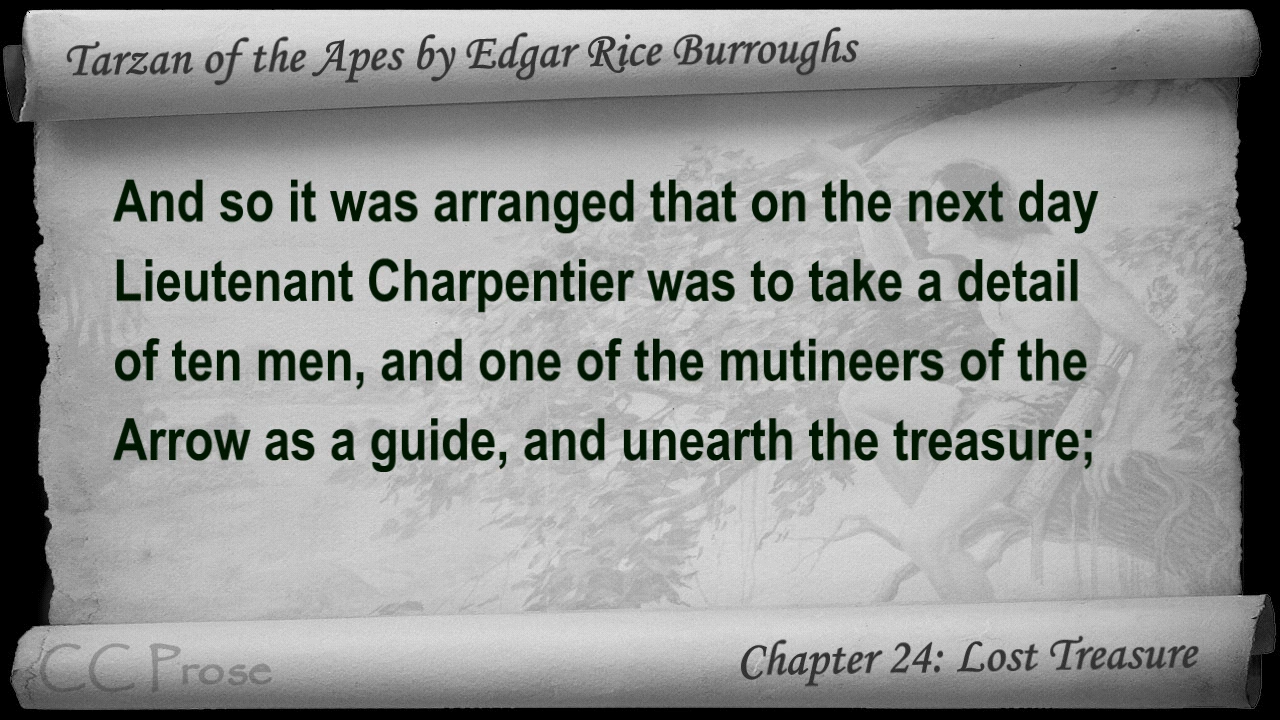 Tarzan of the Apes by Edgar Rice Burroughs
And so it was arranged that on the next day
Lieutenant Charpentier was to take a detail
of ten men, and one of the mutineers of the
Arrow as a guide, and unearth the treasure;
CC Prose
Chapter 24: Lost Treasure